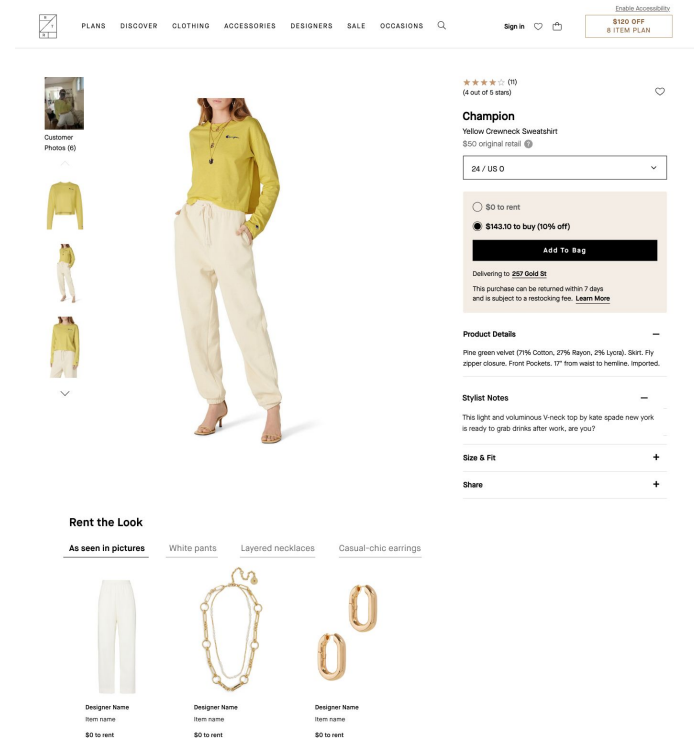 Enable Accessibility
R
T
R
PLANS DISCOVER CLOTHING ACCESSORIES DESIGNERS SALE OCCASIONS
Sign in
$120 OFF
8 ITEM PLAN
Customer
Photos (6)
(11)
(4 out of 5 stars)
Champion
Yellow Crewneck Sweatshirt
$50 original retail ?
24 / US 0
$0 to rent
$143.10 to buy (10% off)
Add To Bag
Delivering to 257 Gold St
This purchase can be returned within 7 days
and is subject to a restocking fee. Learn More
Product Details
Pine green velvet (71% Cotton, 27% Rayon, 2% Lycra). Skirt. Fly
zipper closure. Front Pockets. 17" from waist to hemline. Imported.
Stylist Notes
This light and voluminous V-neck top by kate spade new york
is ready to grab drinks after work, are you?
Size & Fit
Share
Rent the Look
As seen in pictures White pants Layered necklaces Casual-chic earrings
Designer Name Designer Name Designer Name
Item name Item name Item name
$0 to rent $0 to rent $0 to rent